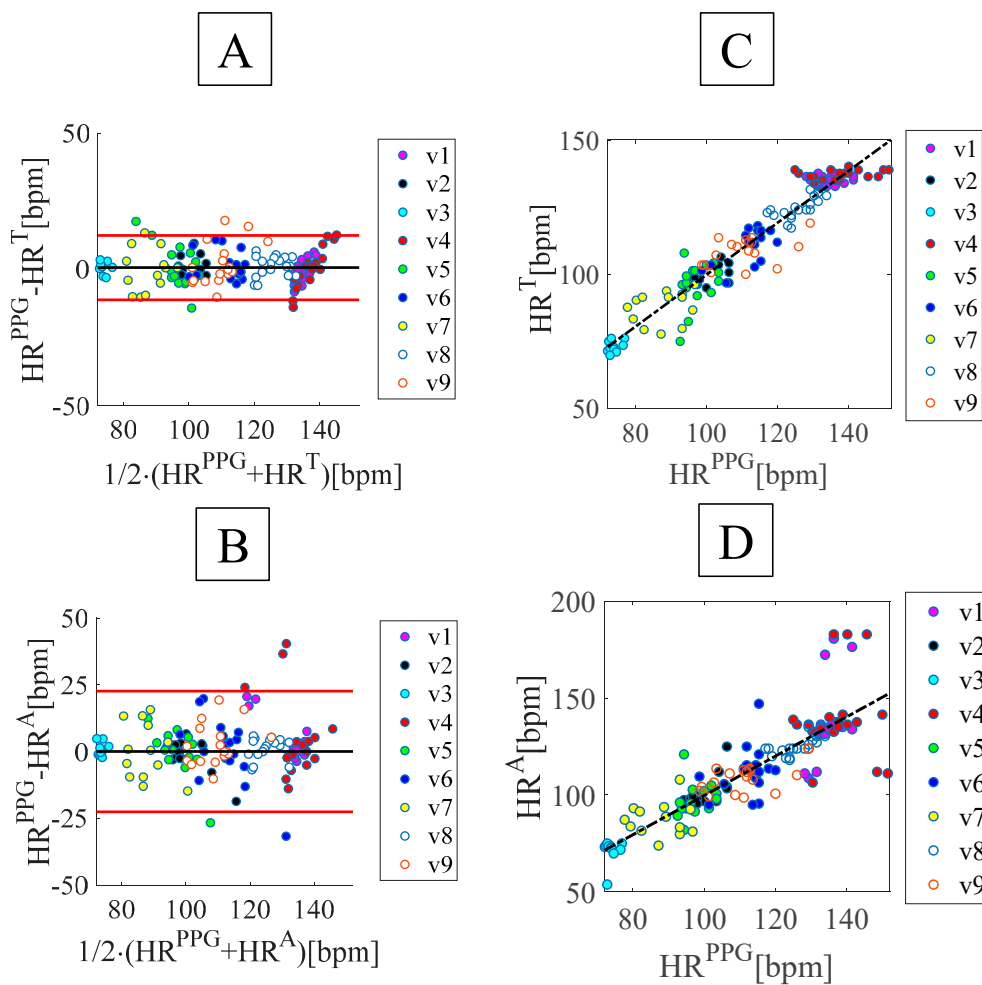 A
50
0
-50
80 100 120 140
HR^PPG-HR^T[bpm]
1/2·(HR^PPG+HR^T)[bpm]
v1
v2
v3
v4
v5
v6
v7
v8
v9
C
150
100
50
80 100 120 140
HR^T[bpm]
HR^PPG[bpm]
v1
v2
v3
v4
v5
v6
v7
v8
v9
B
50
25
0
-25
-50
80 100 120 140
HR^PPG-HR^A[bpm]
1/2·(HR^PPG+HR^A)[bpm]
v1
v2
v3
v4
v5
v6
v7
v8
v9
D
200
150
100
50
80 100 120 140
HR^A[bpm]
HR^PPG[bpm]
v1
v2
v3
v4
v5
v6
v7
v8
v9